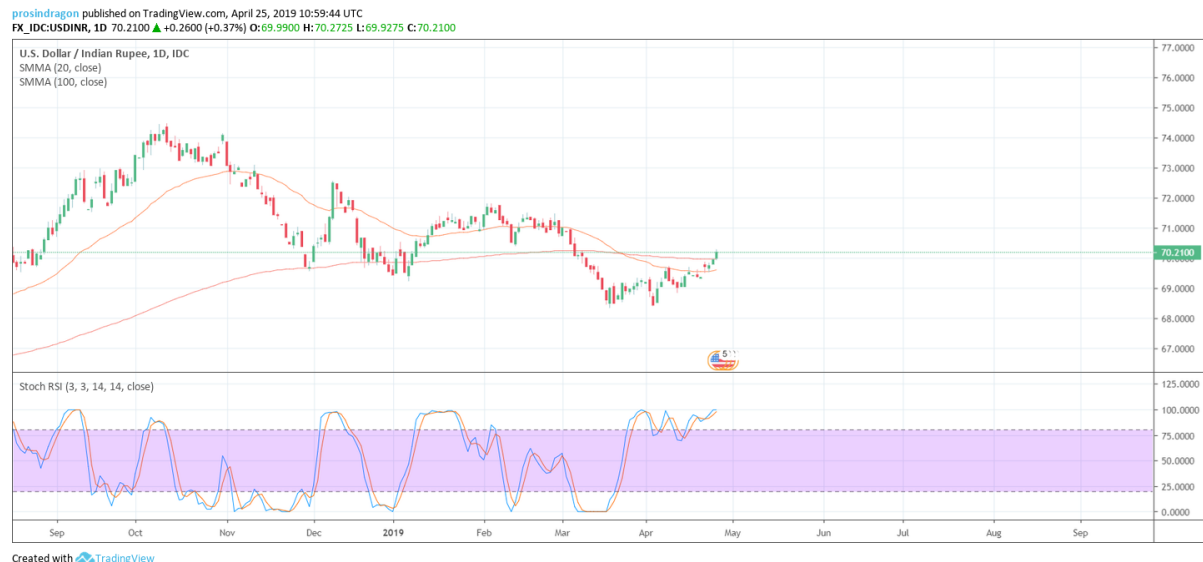 prosindragon published on TradingView.com, April 25, 2019 10:59:44 UTC
FX_IDC:USDINR, 1D 70.2100 ▲ +0.2600 (+0.37%) O:69.9900 H:70.2725 L:69.9275 C:70.2100
U.S. Dollar / Indian Rupee, 1D, IDC
SMMA (20, close)
SMMA (100, close)
77.0000
76.0000
75.0000
74.0000
73.0000
72.0000
71.0000
70.2100
70.0000
69.0000
68.0000
67.0000
5
Stoch RSI (3, 3, 14, 14, close)
125.0000
100.0000
75.0000
50.0000
25.0000
0.0000
Sep Oct Nov Dec 2019 Feb Mar Apr May Jun Jul Aug Sep
Created with TradingView